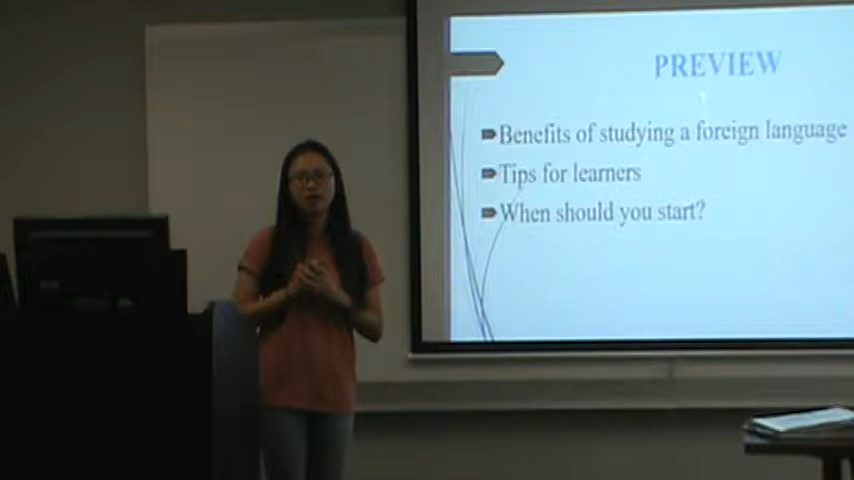 PREVIEW
Benefits of studying a foreign language
Tips for learners
When should you start?